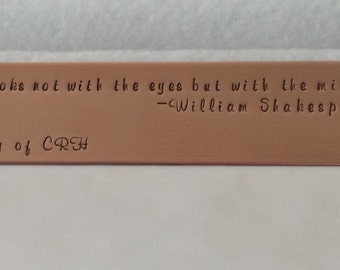 oks not with the eyes but with the mi
-William Shakesp
of CRH